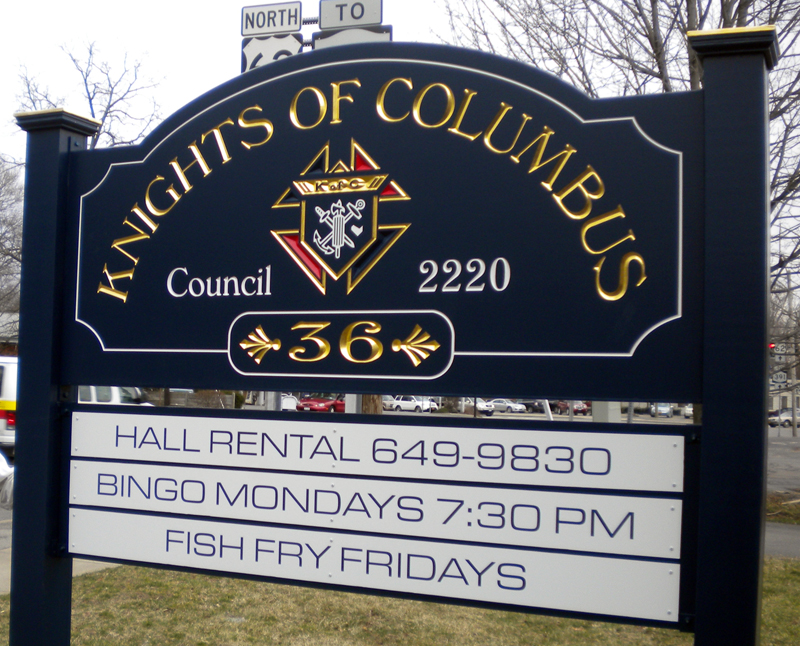 NORTH TO
KNIGHTS OF COLUMBUS
K of C
Council 2220
36
HALL RENTAL 649-9830
BINGO MONDAYS 7:30 PM
FISH FRY FRIDAYS